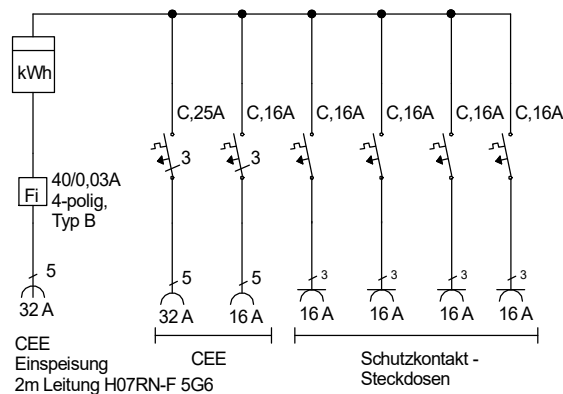 kWh
C,25A
C,16A
C,16A
C,16A
C,16A
C,16A
3
3
Fi
40/0,03A
4-polig,
Typ B
5
5
5
3
3
3
3
32 A
32 A
16 A
16 A
16 A
16 A
16 A
CEE
Einspeisung
2m Leitung H07RN-F 5G6
CEE
Schutzkontakt -
Steckdosen